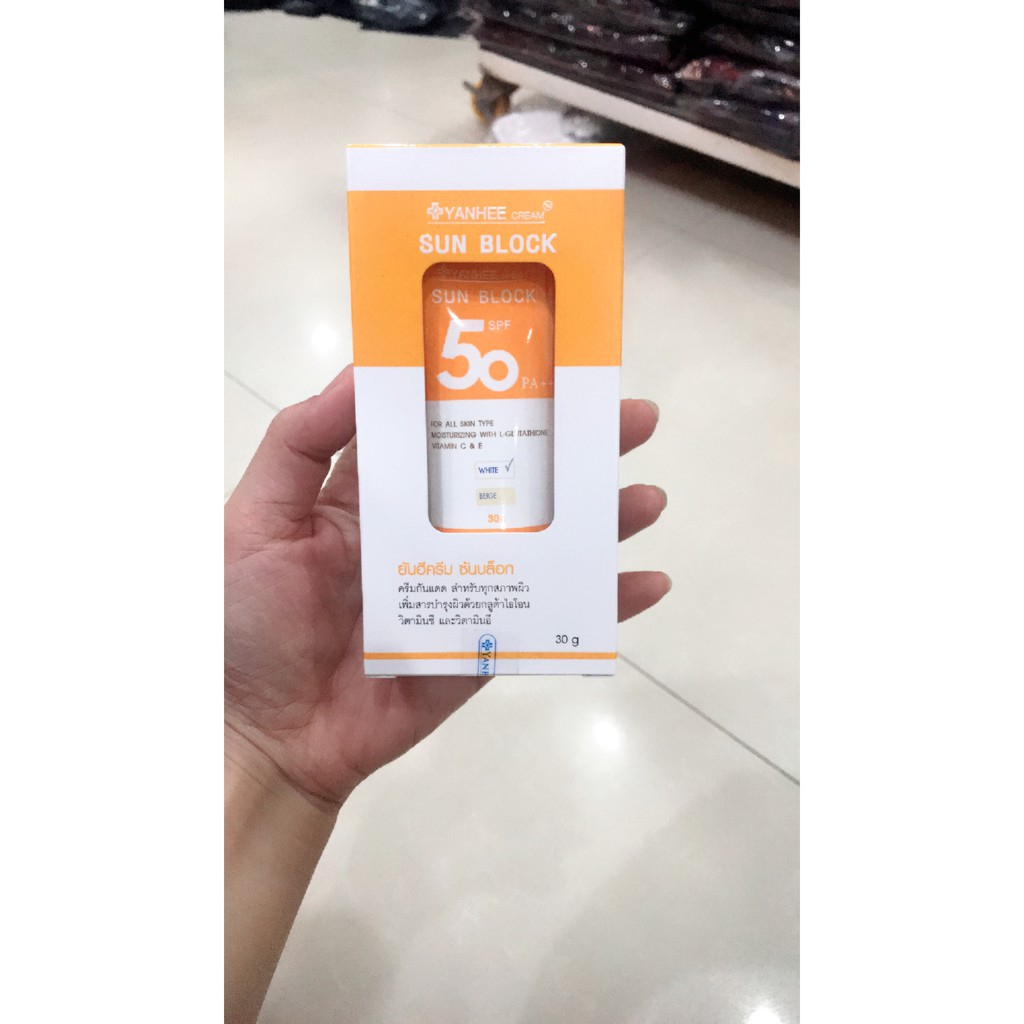 YANHEE CREAM
SUN BLOCK
YANHEE
SUN BLOCK
SPF
50
PA++
FOR ALL SKIN TYPE
MOISTURIZING WITH L-GLUTATHIONE
VITAMIN C & E
WHITE ✓
BEIGE
30g
ยันฮีครีม ซันบล็อก
ครีมกันแดด สำหรับทุกสภาพผิว
เพิ่มสารบำรุงผิวด้วยกลูต้าไธโอน
วิตามินซี และวิตามินอี
30 g
YANH